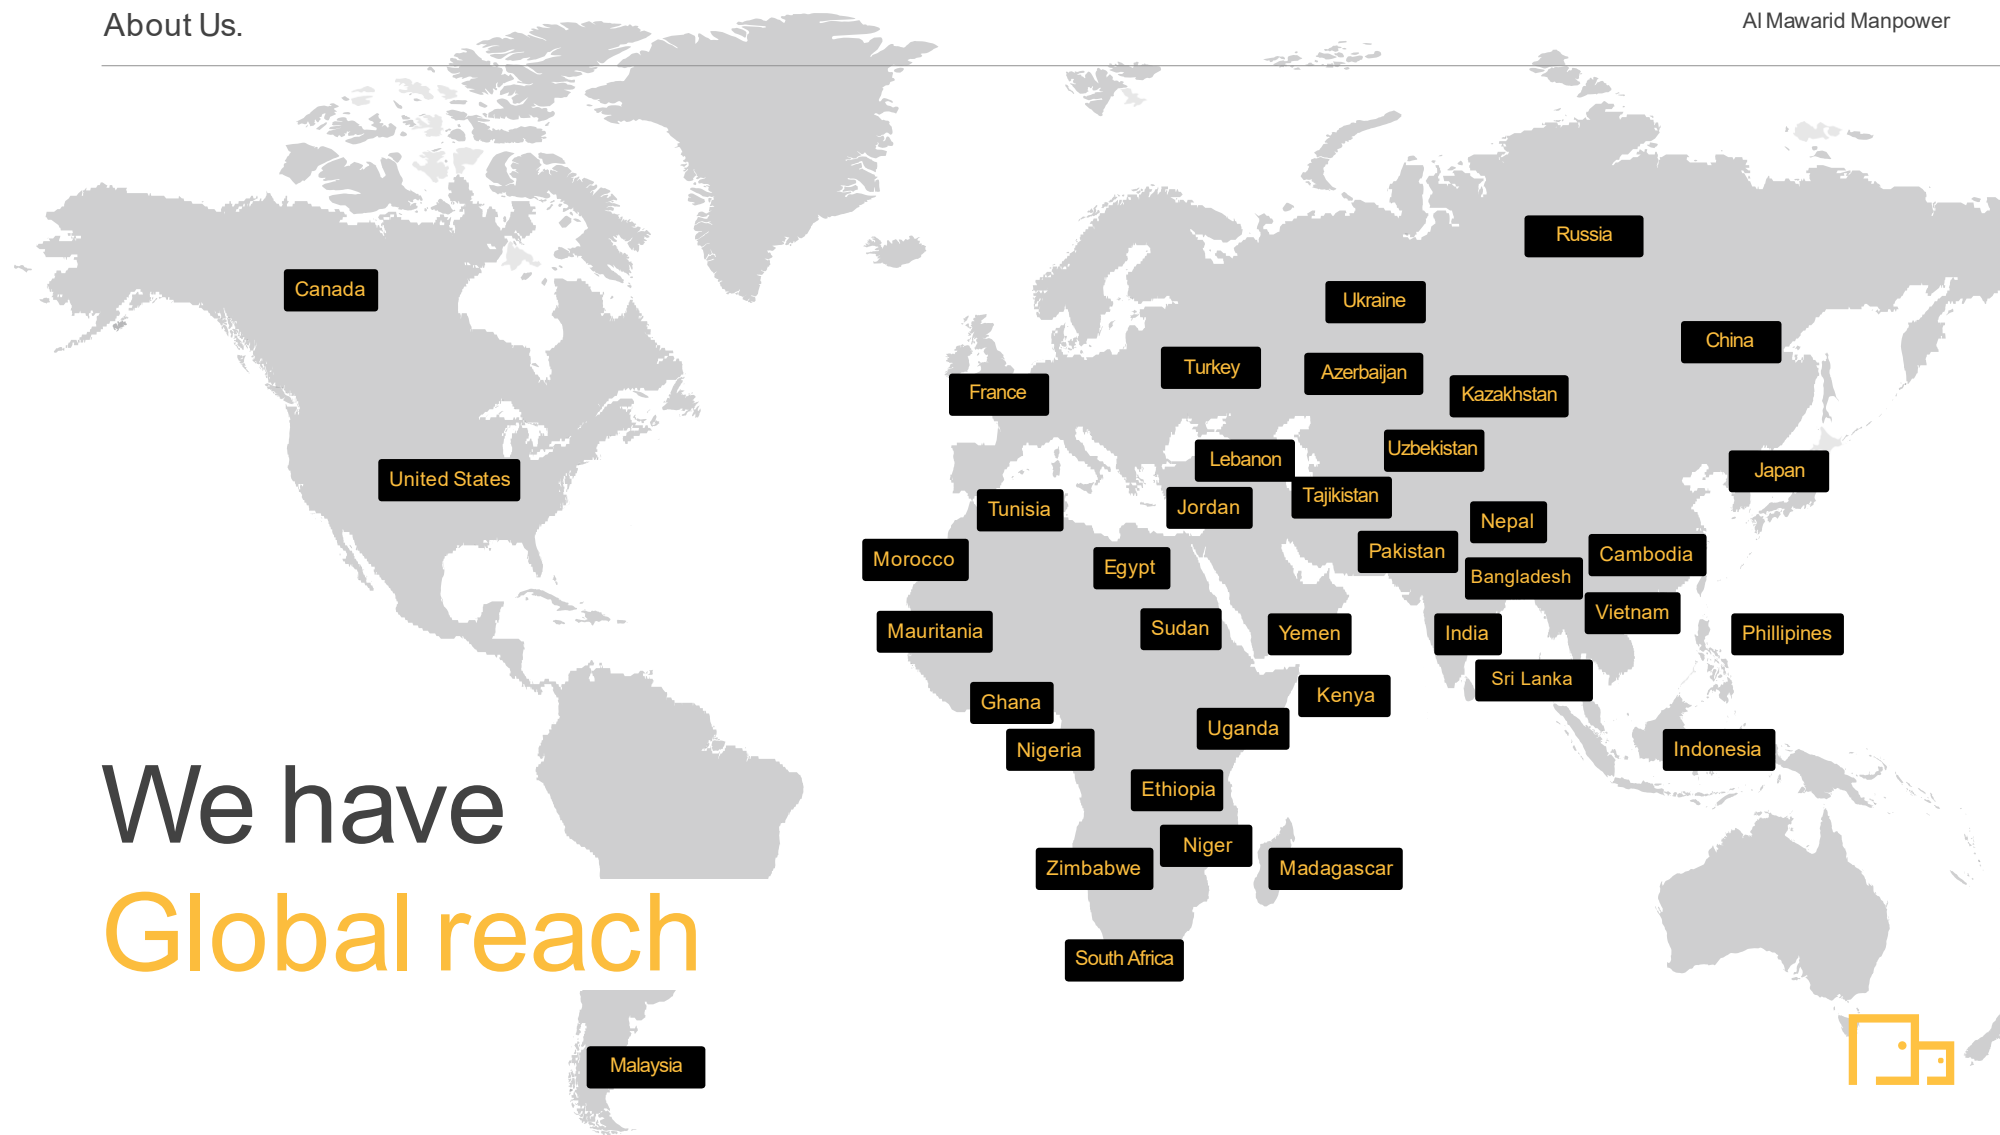 About Us.
Al Mawarid Manpower
Russia
Canada
Ukraine
China
Turkey
Azerbaijan
France
Kazakhstan
Uzbekistan
Lebanon
Japan
United States
Tajikistan
Tunisia
Jordan
Nepal
Pakistan
Cambodia
Morocco
Egypt
Bangladesh
Vietnam
Mauritania
Sudan
Yemen
India
Phillipines
Sri Lanka
Kenya
Ghana
Uganda
Nigeria
Indonesia
Ethiopia
We have
Niger
Zimbabwe
Madagascar
Global reach
South Africa
Malaysia